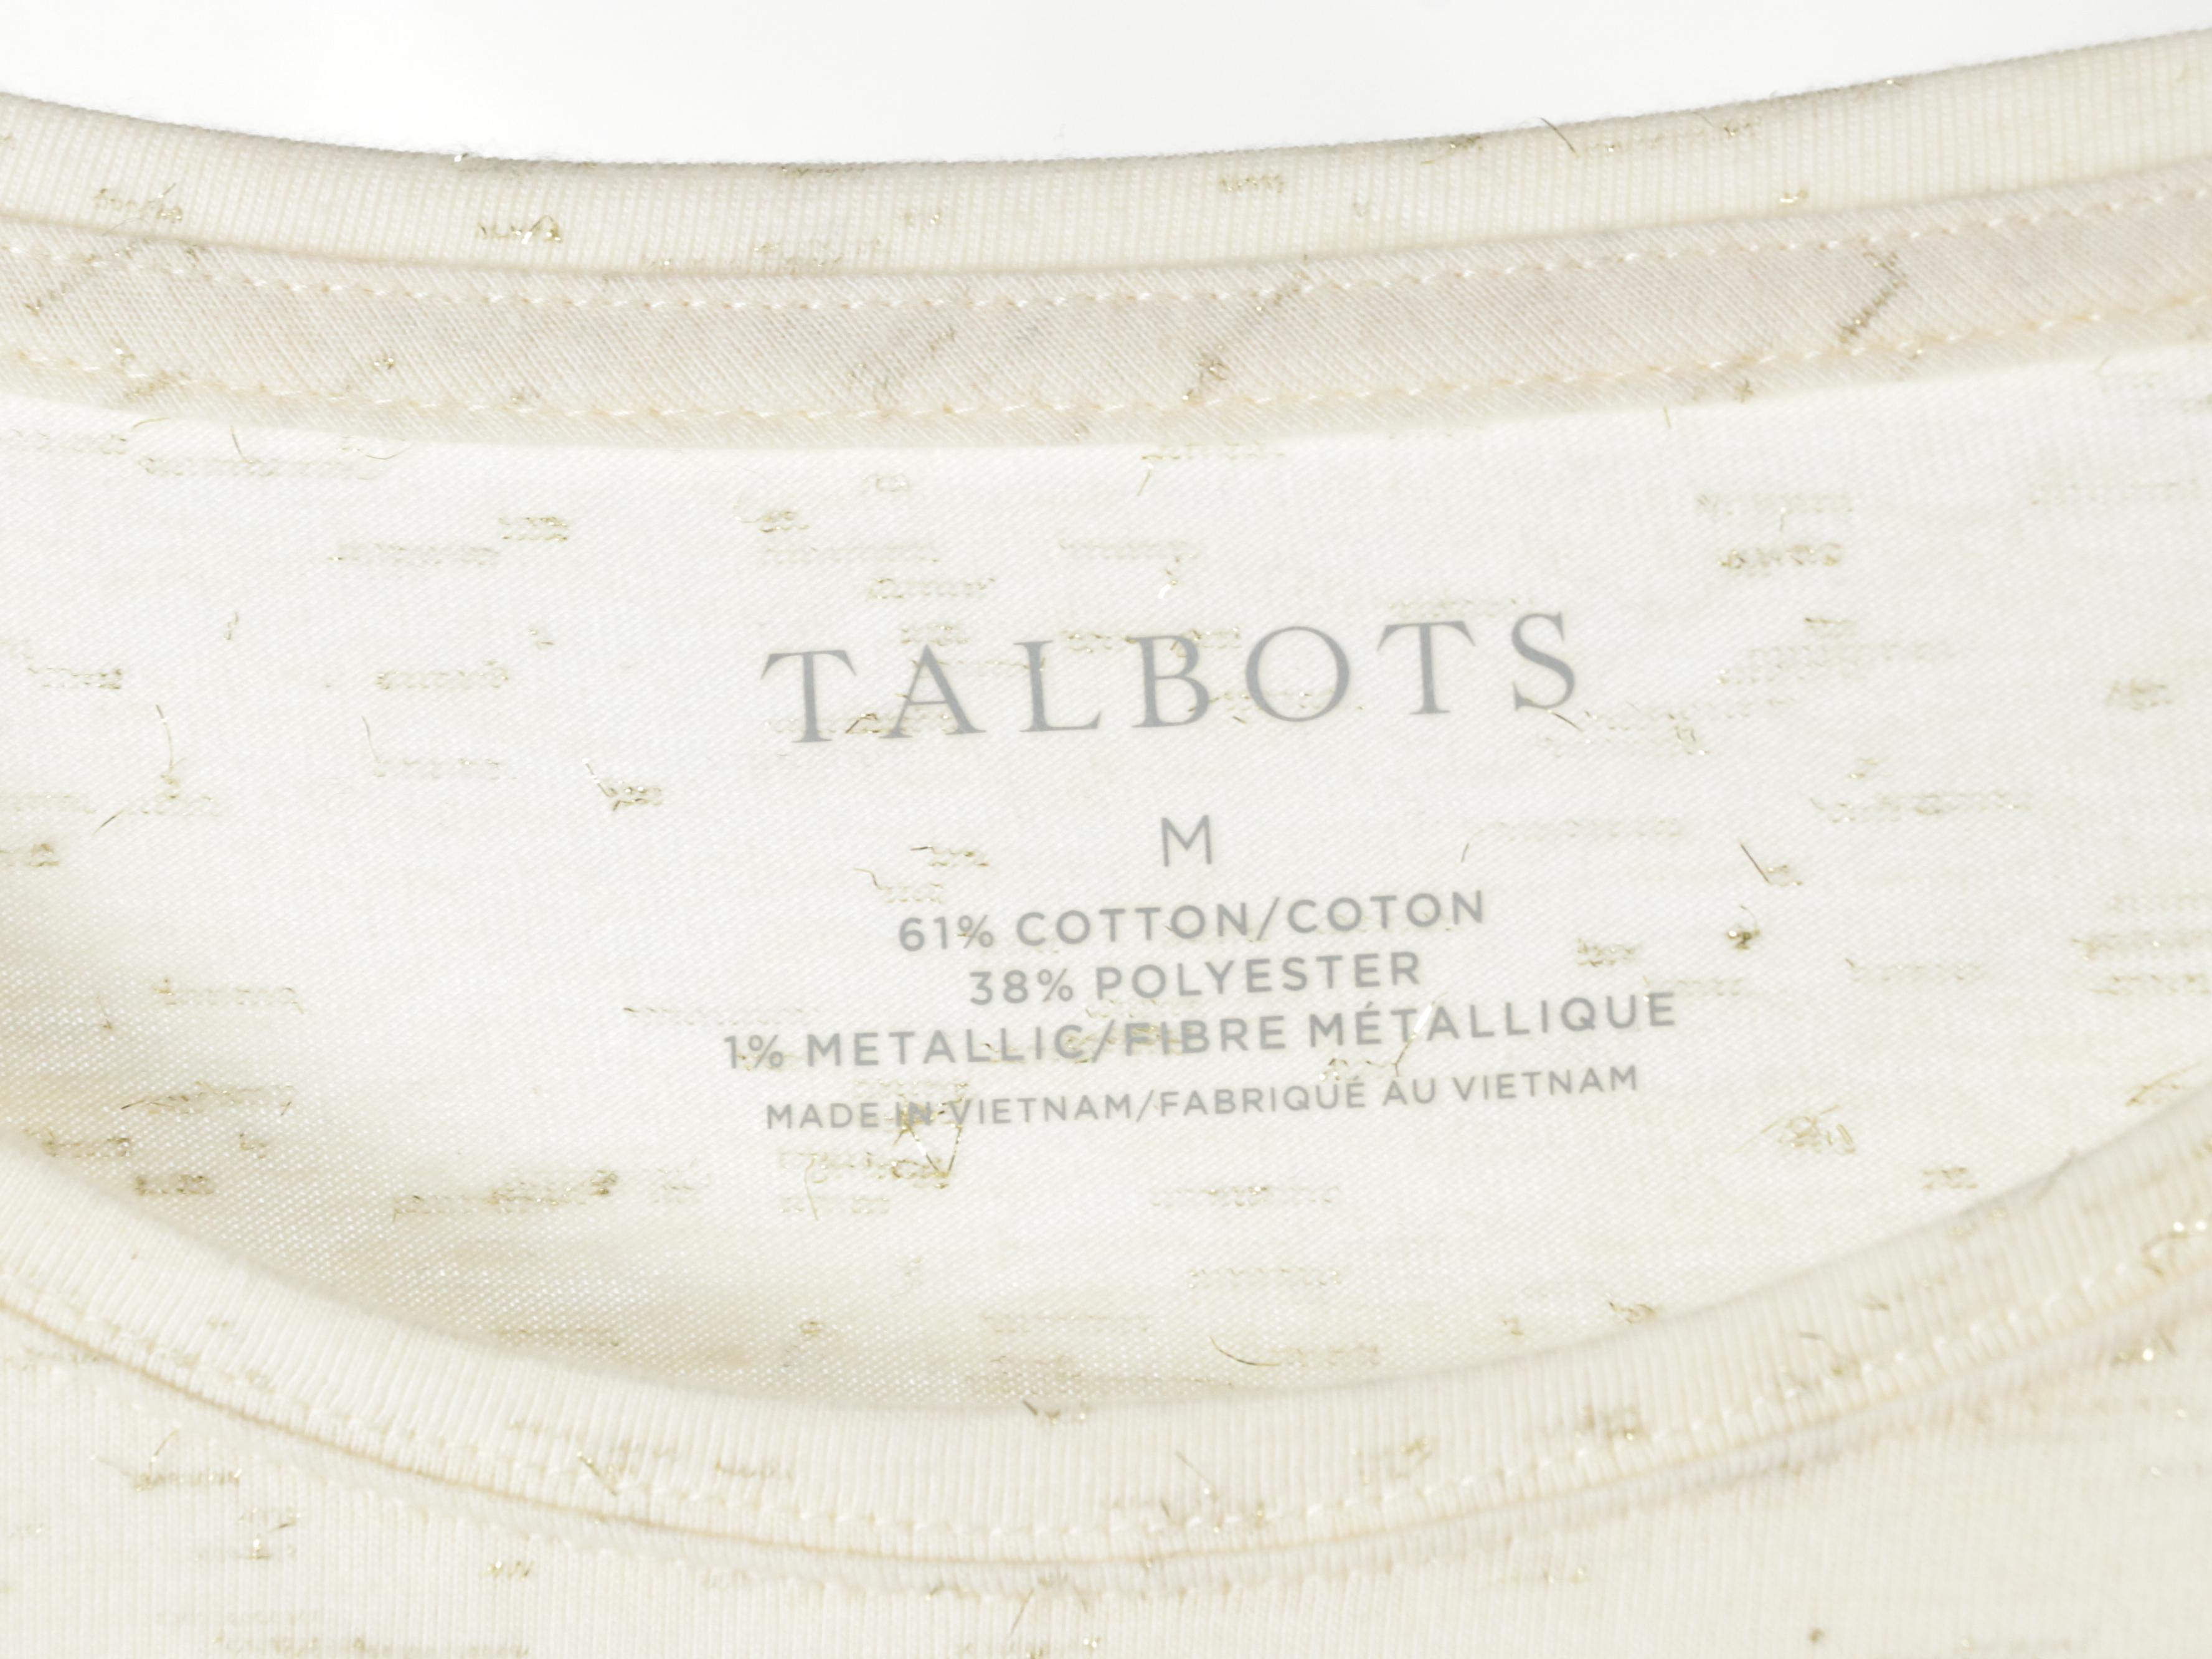 TALBOTS
M
61% COTTON/COTON
38% POLYESTER
1% METALLIC/FIBRE MÉTALLIQUE
MADE IN VIETNAM/FABRIQUÉ AU VIETNAM